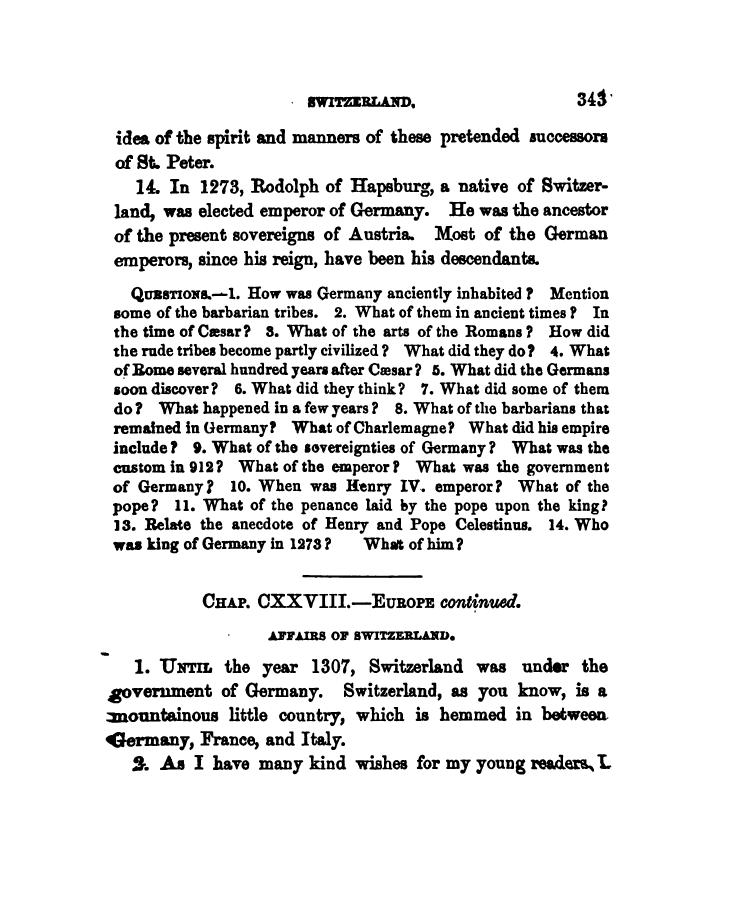 SWITZERLAND. 343
idea of the spirit and manners of these pretended successors
of St. Peter.
14. In 1273, Rodolph of Hapsburg, a native of Switzer-
land, was elected emperor of Germany. He was the ancestor
of the present sovereigns of Austria. Most of the German
emperors, since his reign, have been his descendants.
QUESTIONS.—1. How was Germany anciently inhabited? Mention
some of the barbarian tribes. 2. What of them in ancient times? In
the time of Cæsar? 3. What of the arts of the Romans? How did
the rude tribes become partly civilized? What did they do? 4. What
of Rome several hundred years after Cæsar? 5. What did the Germans
soon discover? 6. What did they think? 7. What did some of them
do? What happened in a few years? 8. What of the barbarians that
remained in Germany? What of Charlemagne? What did his empire
include? 9. What of the sovereignties of Germany? What was the
custom in 912? What of the emperor? What was the government
of Germany? 10. When was Henry IV. emperor? What of the
pope? 11. What of the penance laid by the pope upon the king?
13. Relate the anecdote of Henry and Pope Celestinus. 14. Who
was king of Germany in 1273? What of him?
CHAP. CXXVIII.—EUROPE continued.
AFFAIRS OF SWITZERLAND.
1. UNTIL the year 1307, Switzerland was under the
government of Germany. Switzerland, as you know, is a
mountainous little country, which is hemmed in between
Germany, France, and Italy.
2. As I have many kind wishes for my young readers, I